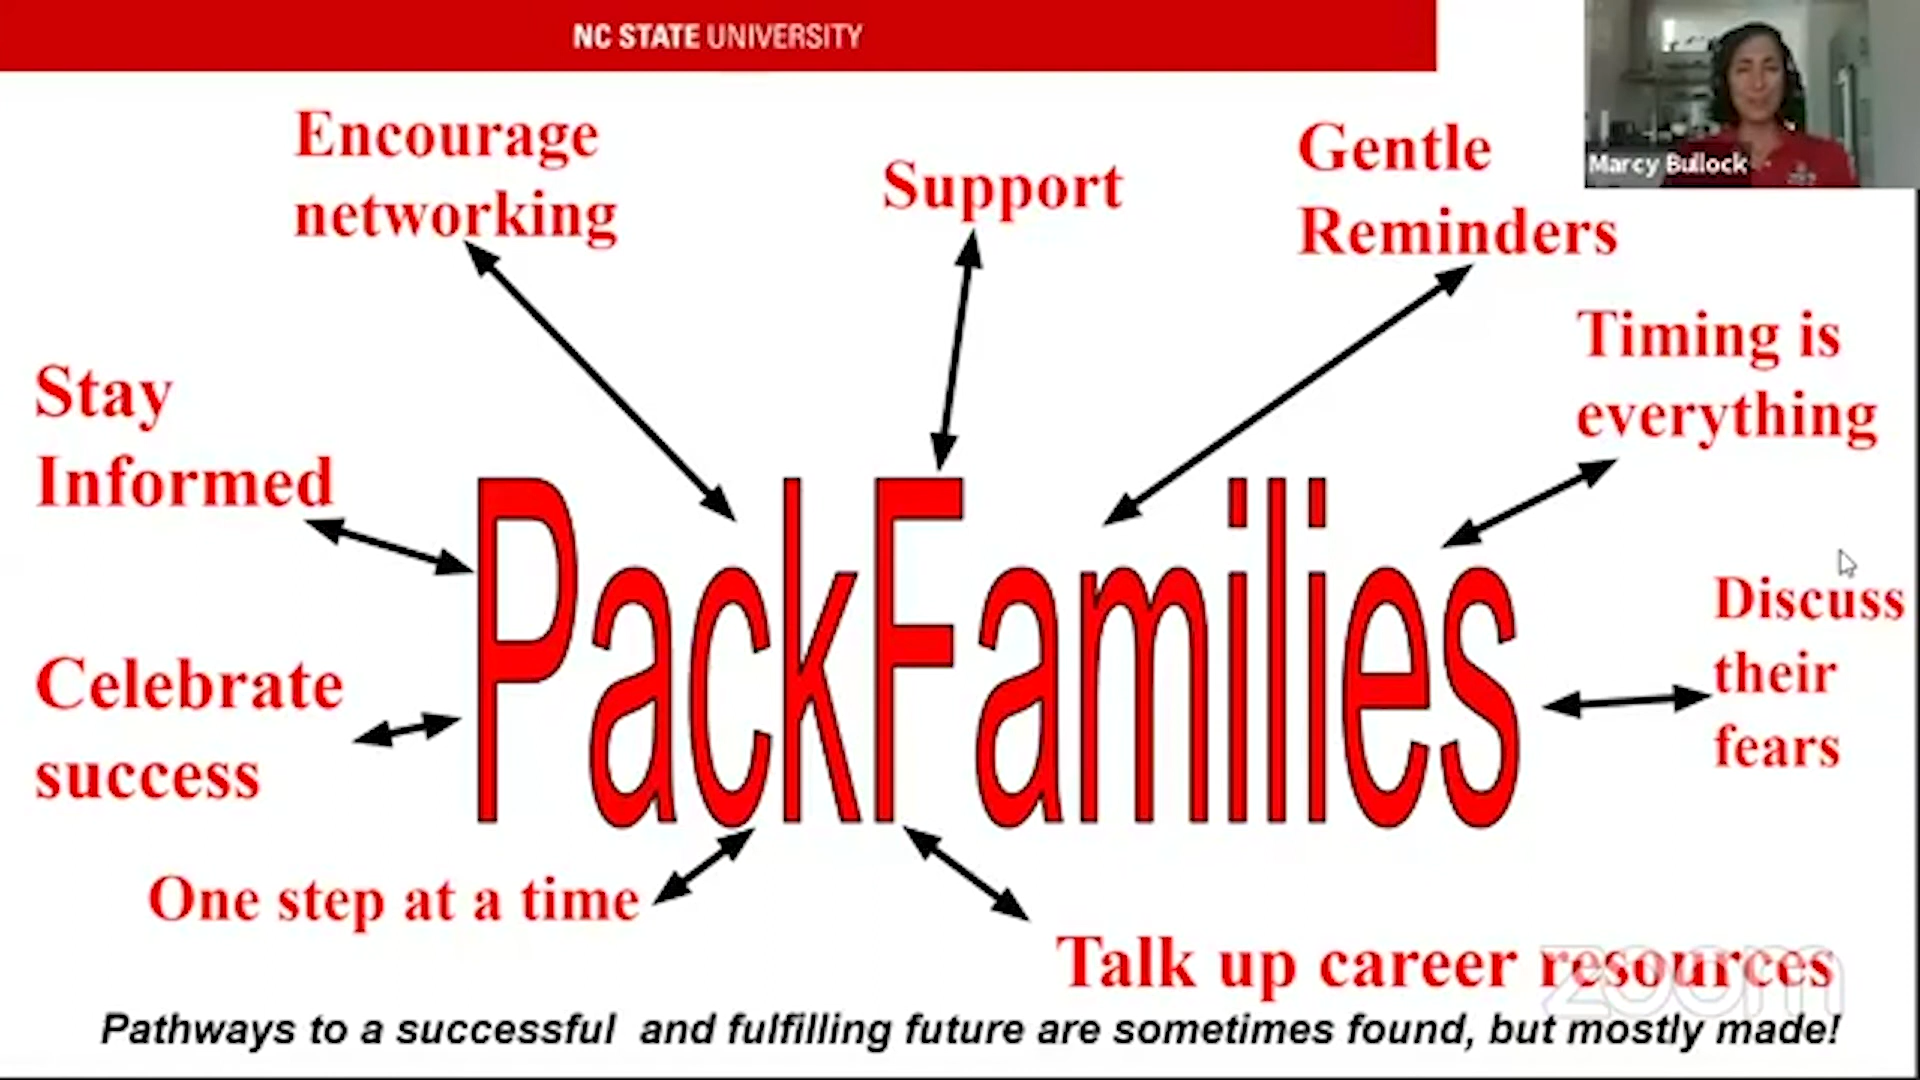 NC STATE UNIVERSITY
Marcy Bullock
Encourage
networking
Support
Gentle
Reminders
Timing is
everything
Stay
Informed
Discuss
their
fears
PackFamilies
Celebrate
success
One step at a time
Talk up career resources
zoom
Pathways to a successful  and fulfilling future are sometimes found, but mostly made!